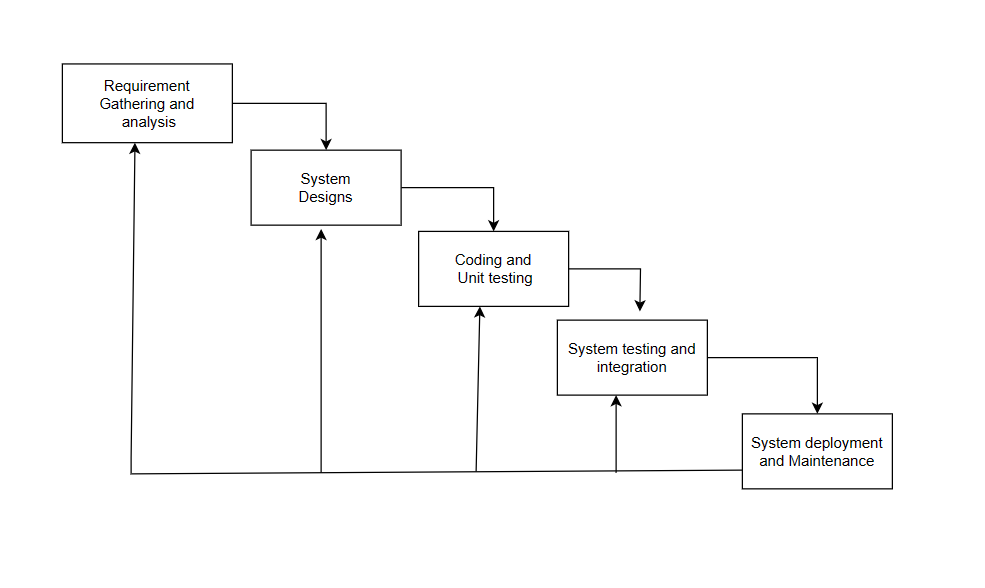 Requirement
Gathering and
analysis
System
Designs
Coding and
Unit testing
System testing and
integration
System deployment
and Maintenance